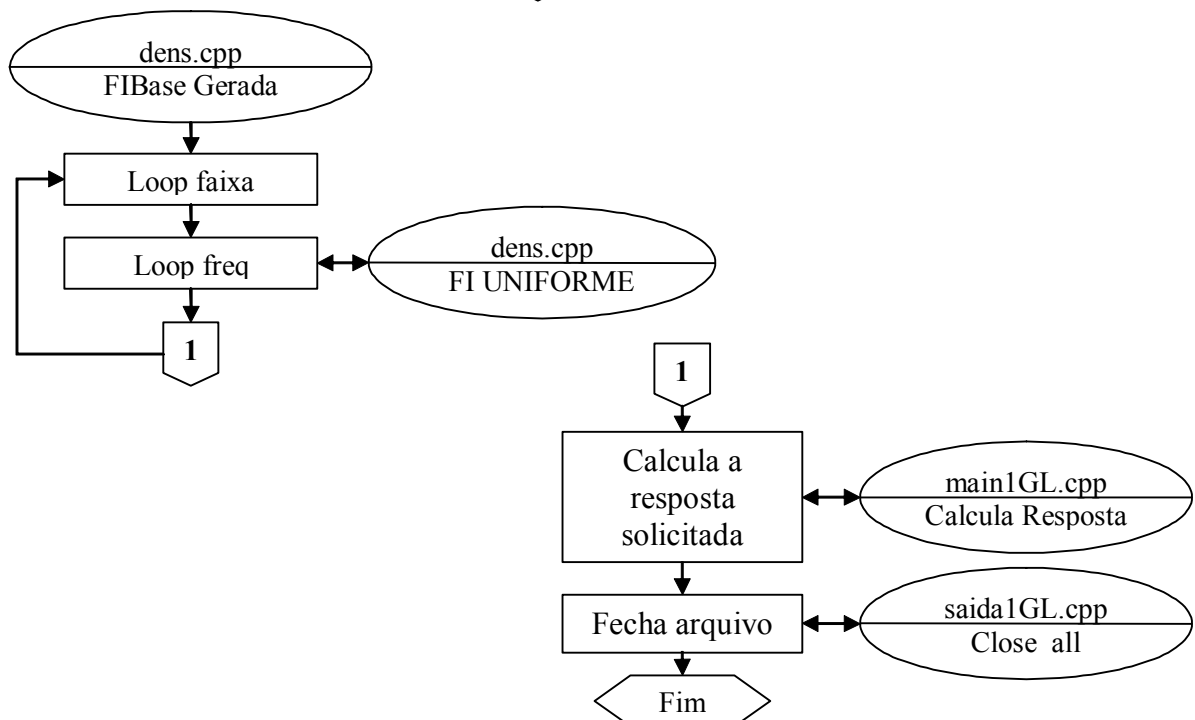 dens.cpp
FIBase Gerada
Loop faixa
Loop freq
dens.cpp
FI UNIFORME
1
1
Calcula a
resposta
solicitada
main1GL.cpp
Calcula Resposta
Fecha arquivo
saida1GL.cpp
Close all
Fim